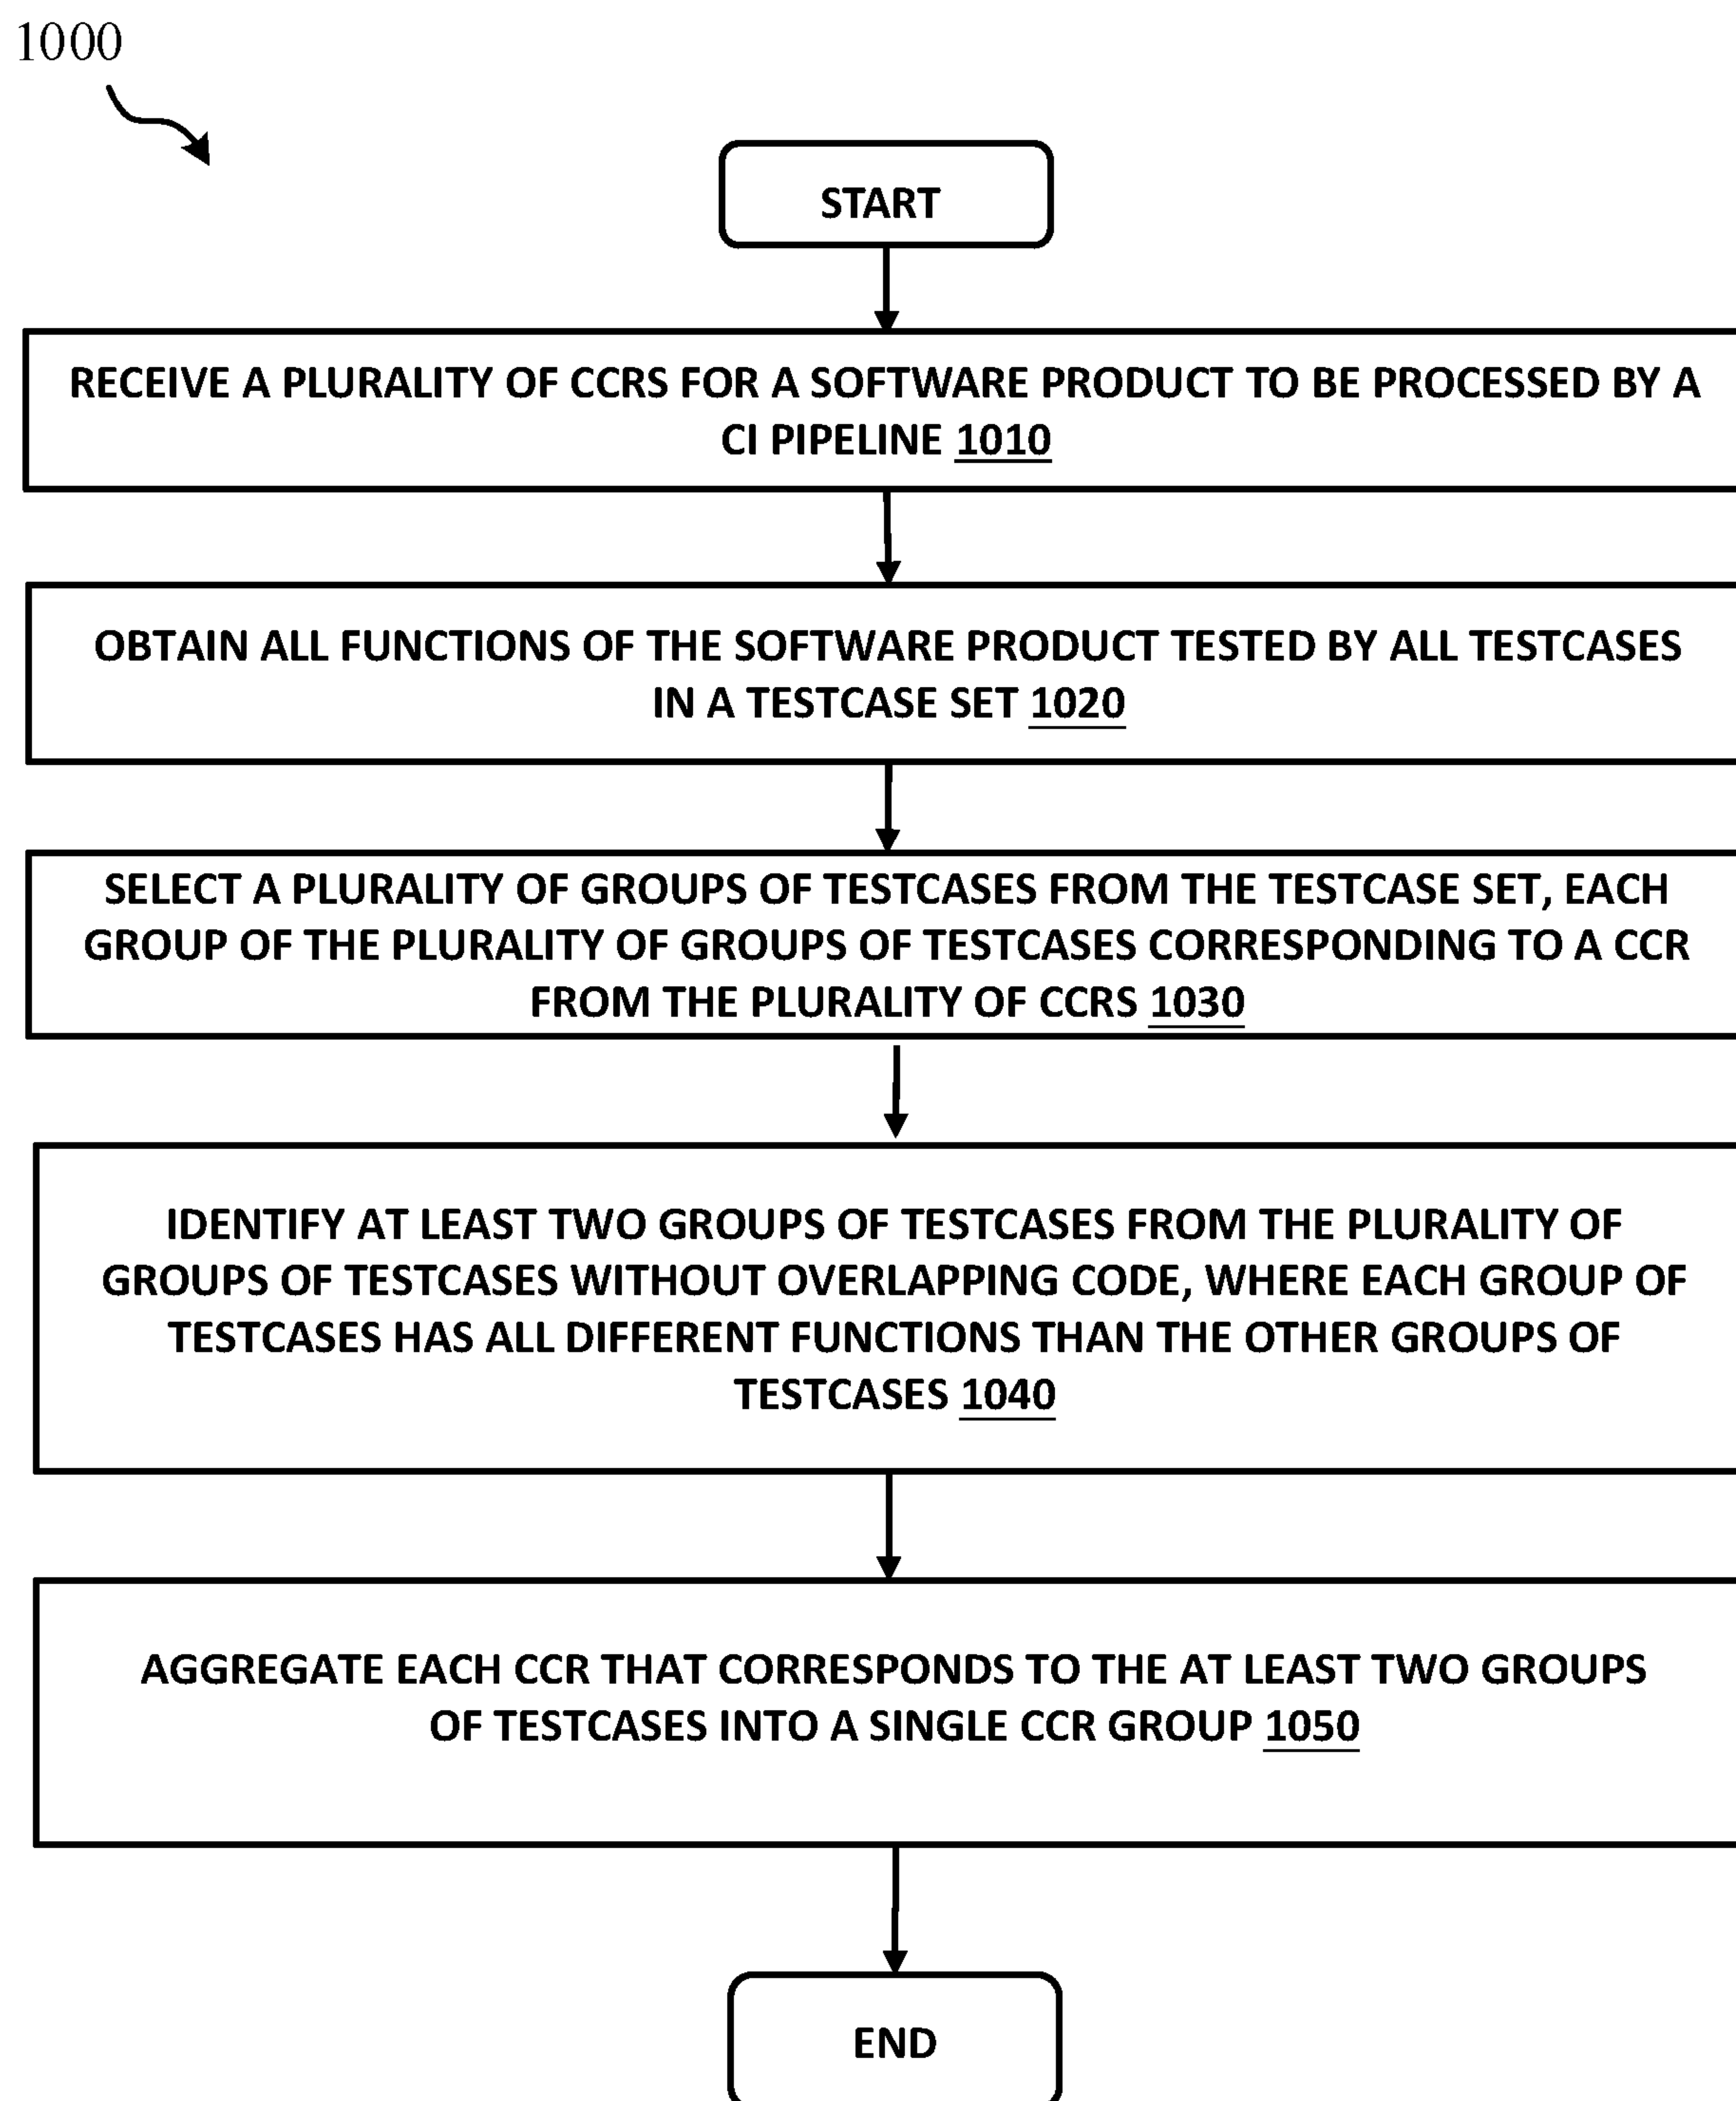 1000
START
RECEIVE A PLURALITY OF CCRS FOR A SOFTWARE PRODUCT TO BE PROCESSED BY A
CI PIPELINE 1010
OBTAIN ALL FUNCTIONS OF THE SOFTWARE PRODUCT TESTED BY ALL TESTCASES
IN A TESTCASE SET 1020
SELECT A PLURALITY OF GROUPS OF TESTCASES FROM THE TESTCASE SET, EACH
GROUP OF THE PLURALITY OF GROUPS OF TESTCASES CORRESPONDING TO A CCR
FROM THE PLURALITY OF CCRS 1030
IDENTIFY AT LEAST TWO GROUPS OF TESTCASES FROM THE PLURALITY OF
GROUPS OF TESTCASES WITHOUT OVERLAPPING CODE, WHERE EACH GROUP OF
TESTCASES HAS ALL DIFFERENT FUNCTIONS THAN THE OTHER GROUPS OF
TESTCASES 1040
AGGREGATE EACH CCR THAT CORRESPONDS TO THE AT LEAST TWO GROUPS
OF TESTCASES INTO A SINGLE CCR GROUP 1050
END